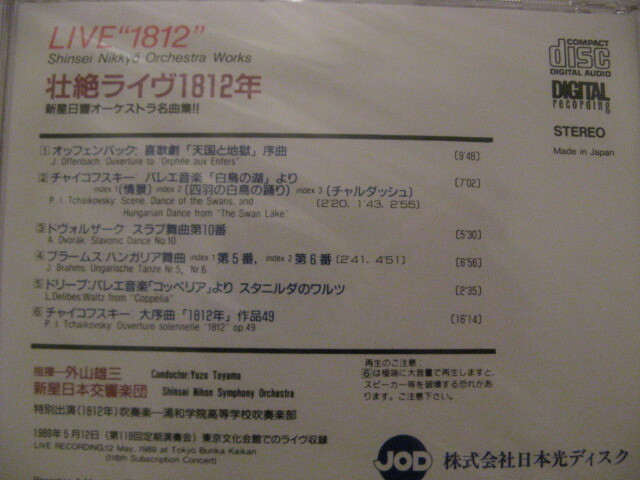 LIVE "1812"
Shinsei Nikkyō Orchestra Works
壮絶ライヴ1812年
新星日響オーケストラ名曲集!!
COMPACT
disc
DIGITAL AUDIO
DIGITAL
recording
STEREO
Made in Japan
1 オッフェンバック: 喜歌劇「天国と地獄」序曲 (9'48)
J. Offenbach: Ouverture to "Orphée aux Enfers"
2 チャイコフスキー バレエ音楽「白鳥の湖」より (7'02)
index 1 (情景) index 2 (四羽の白鳥の踊り) index 3 (チャルダッシュ)
P. I. Tchaikovsky: Scene, Dance of the Swans, and (2'20, 1'43, 2'55)
Hungarian Dance from "The Swan Lake"
3 ドヴォルザーク スラブ舞曲第10番 (5'30)
A. Dvorák: Slavonic Dance No.10
4 ブラームス:ハンガリア舞曲 index 1 第5番, index 2 第6番 (2'41, 4'51) (6'56)
J. Brahms: Ungarische Tänze Nr.5, Nr.6
5 ドリーブ:バレエ音楽「コッペリア」より スタニルダのワルツ (2'35)
L.Delibes:Waltz from "Coppelia"
6 チャイコフスキー 大序曲「1812年」作品49 (16'14)
P. I. Tchaikovsky: Ouverture solennelle "1812" op 49
指揮—外山雄三 Conductor:Yuzo Toyama
新星日本交響楽団 Shinsei Nihon Symphony Orchestra
特別出演(1812年)吹奏楽—浦和学院高等学校吹奏楽部
1989年5月12日(第118回定期演奏会)東京文化会館でのライヴ収録
LIVE RECORDING;12 May, 1989 at Tokyo Bunka Kaikan
(118th Subscription Concert)
再生のご注意:
6は極端に大音量で再生しますと、
スピーカー等を破壊する恐れがあ
ります。ご注意下さい。
JOD 株式会社日本光ディスク